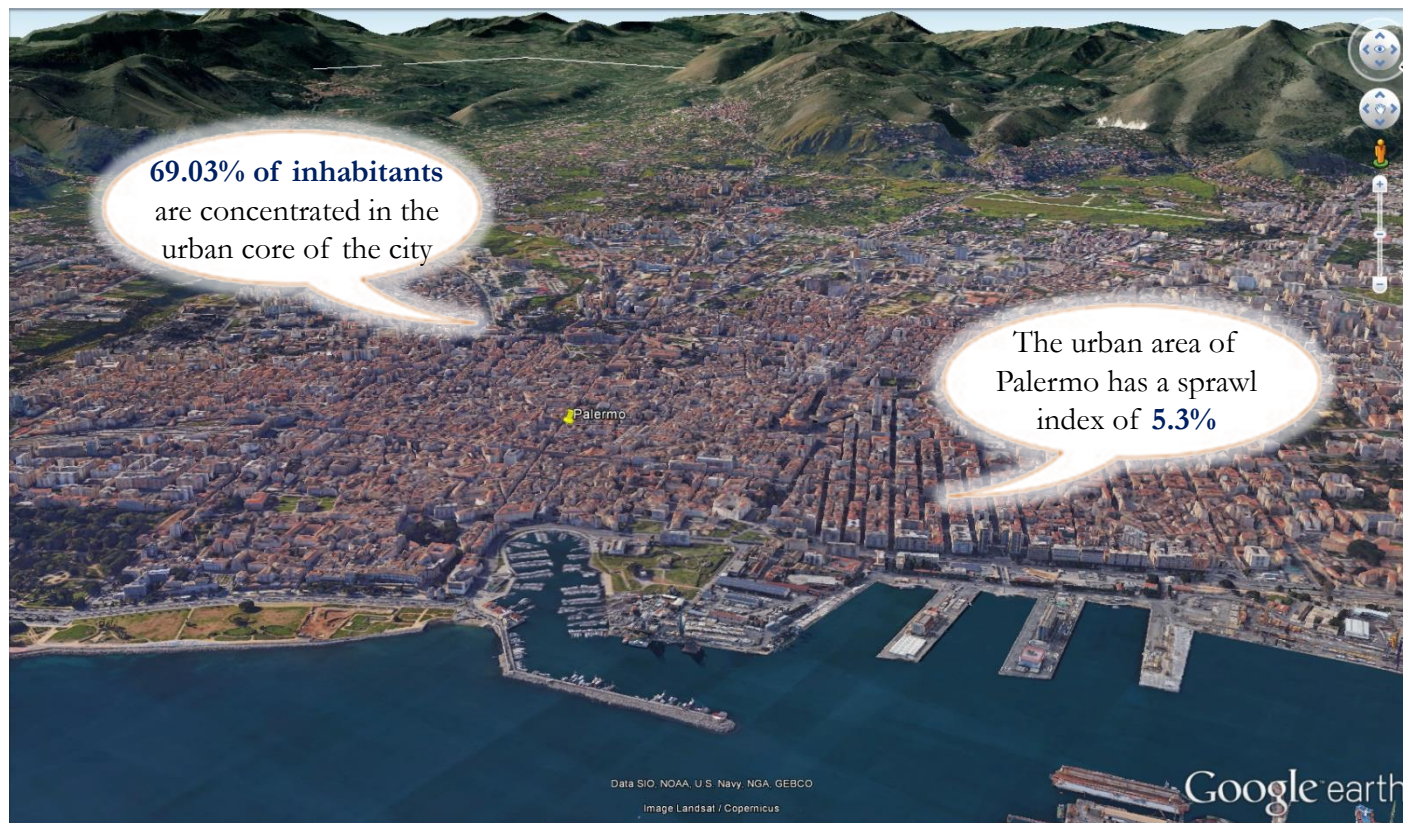 69.03% of inhabitants
are concentrated in the
urban core of the city
The urban area of
Palermo has a sprawl
index of 5.3%
Palermo
Data SIO, NOAA, U.S. Navy, NGA, GEBCO
Image Landsat / Copernicus
Google earth